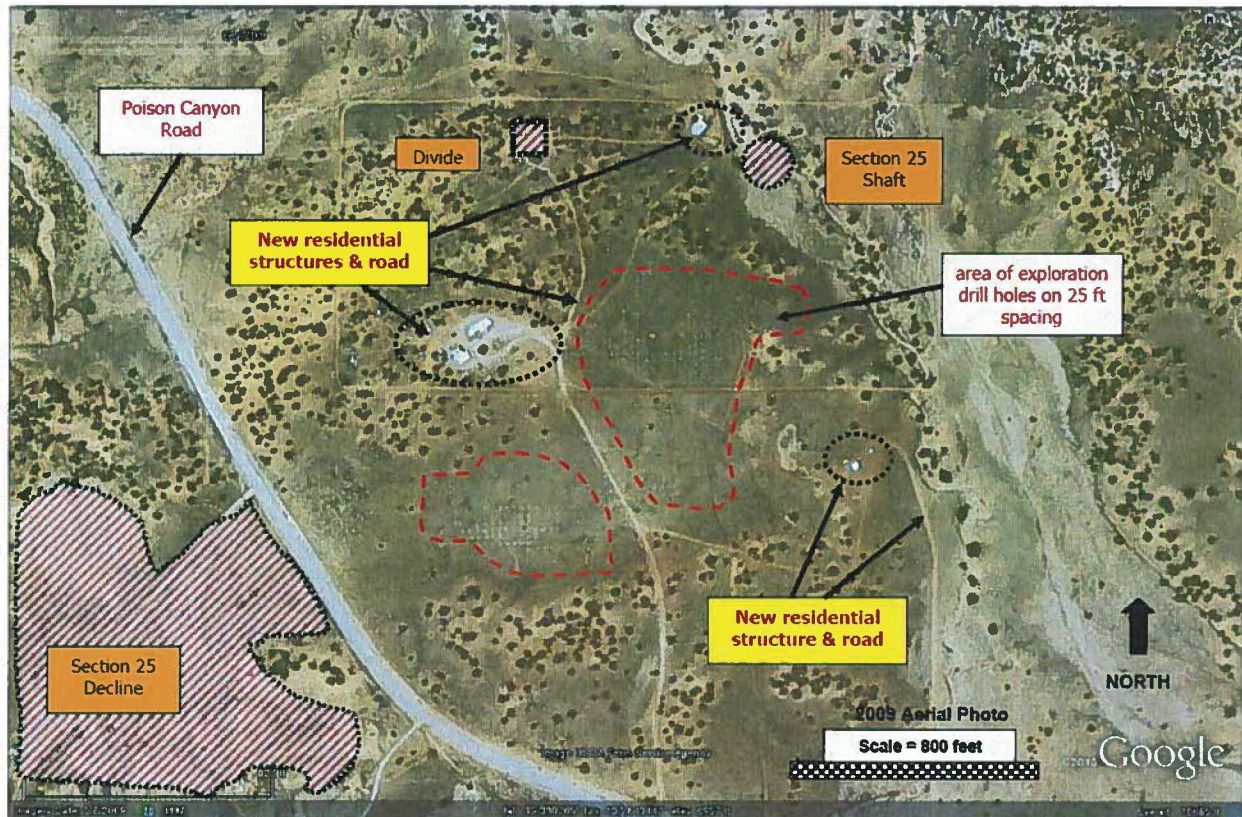 Poison Canyon
Road
Divide
Section 25
Shaft
New residential
structures & road
area of exploration
drill holes on 25 ft
spacing
Section 25
Decline
New residential
structure & road
NORTH
2009 Aerial Photo
Scale = 800 feet
Google